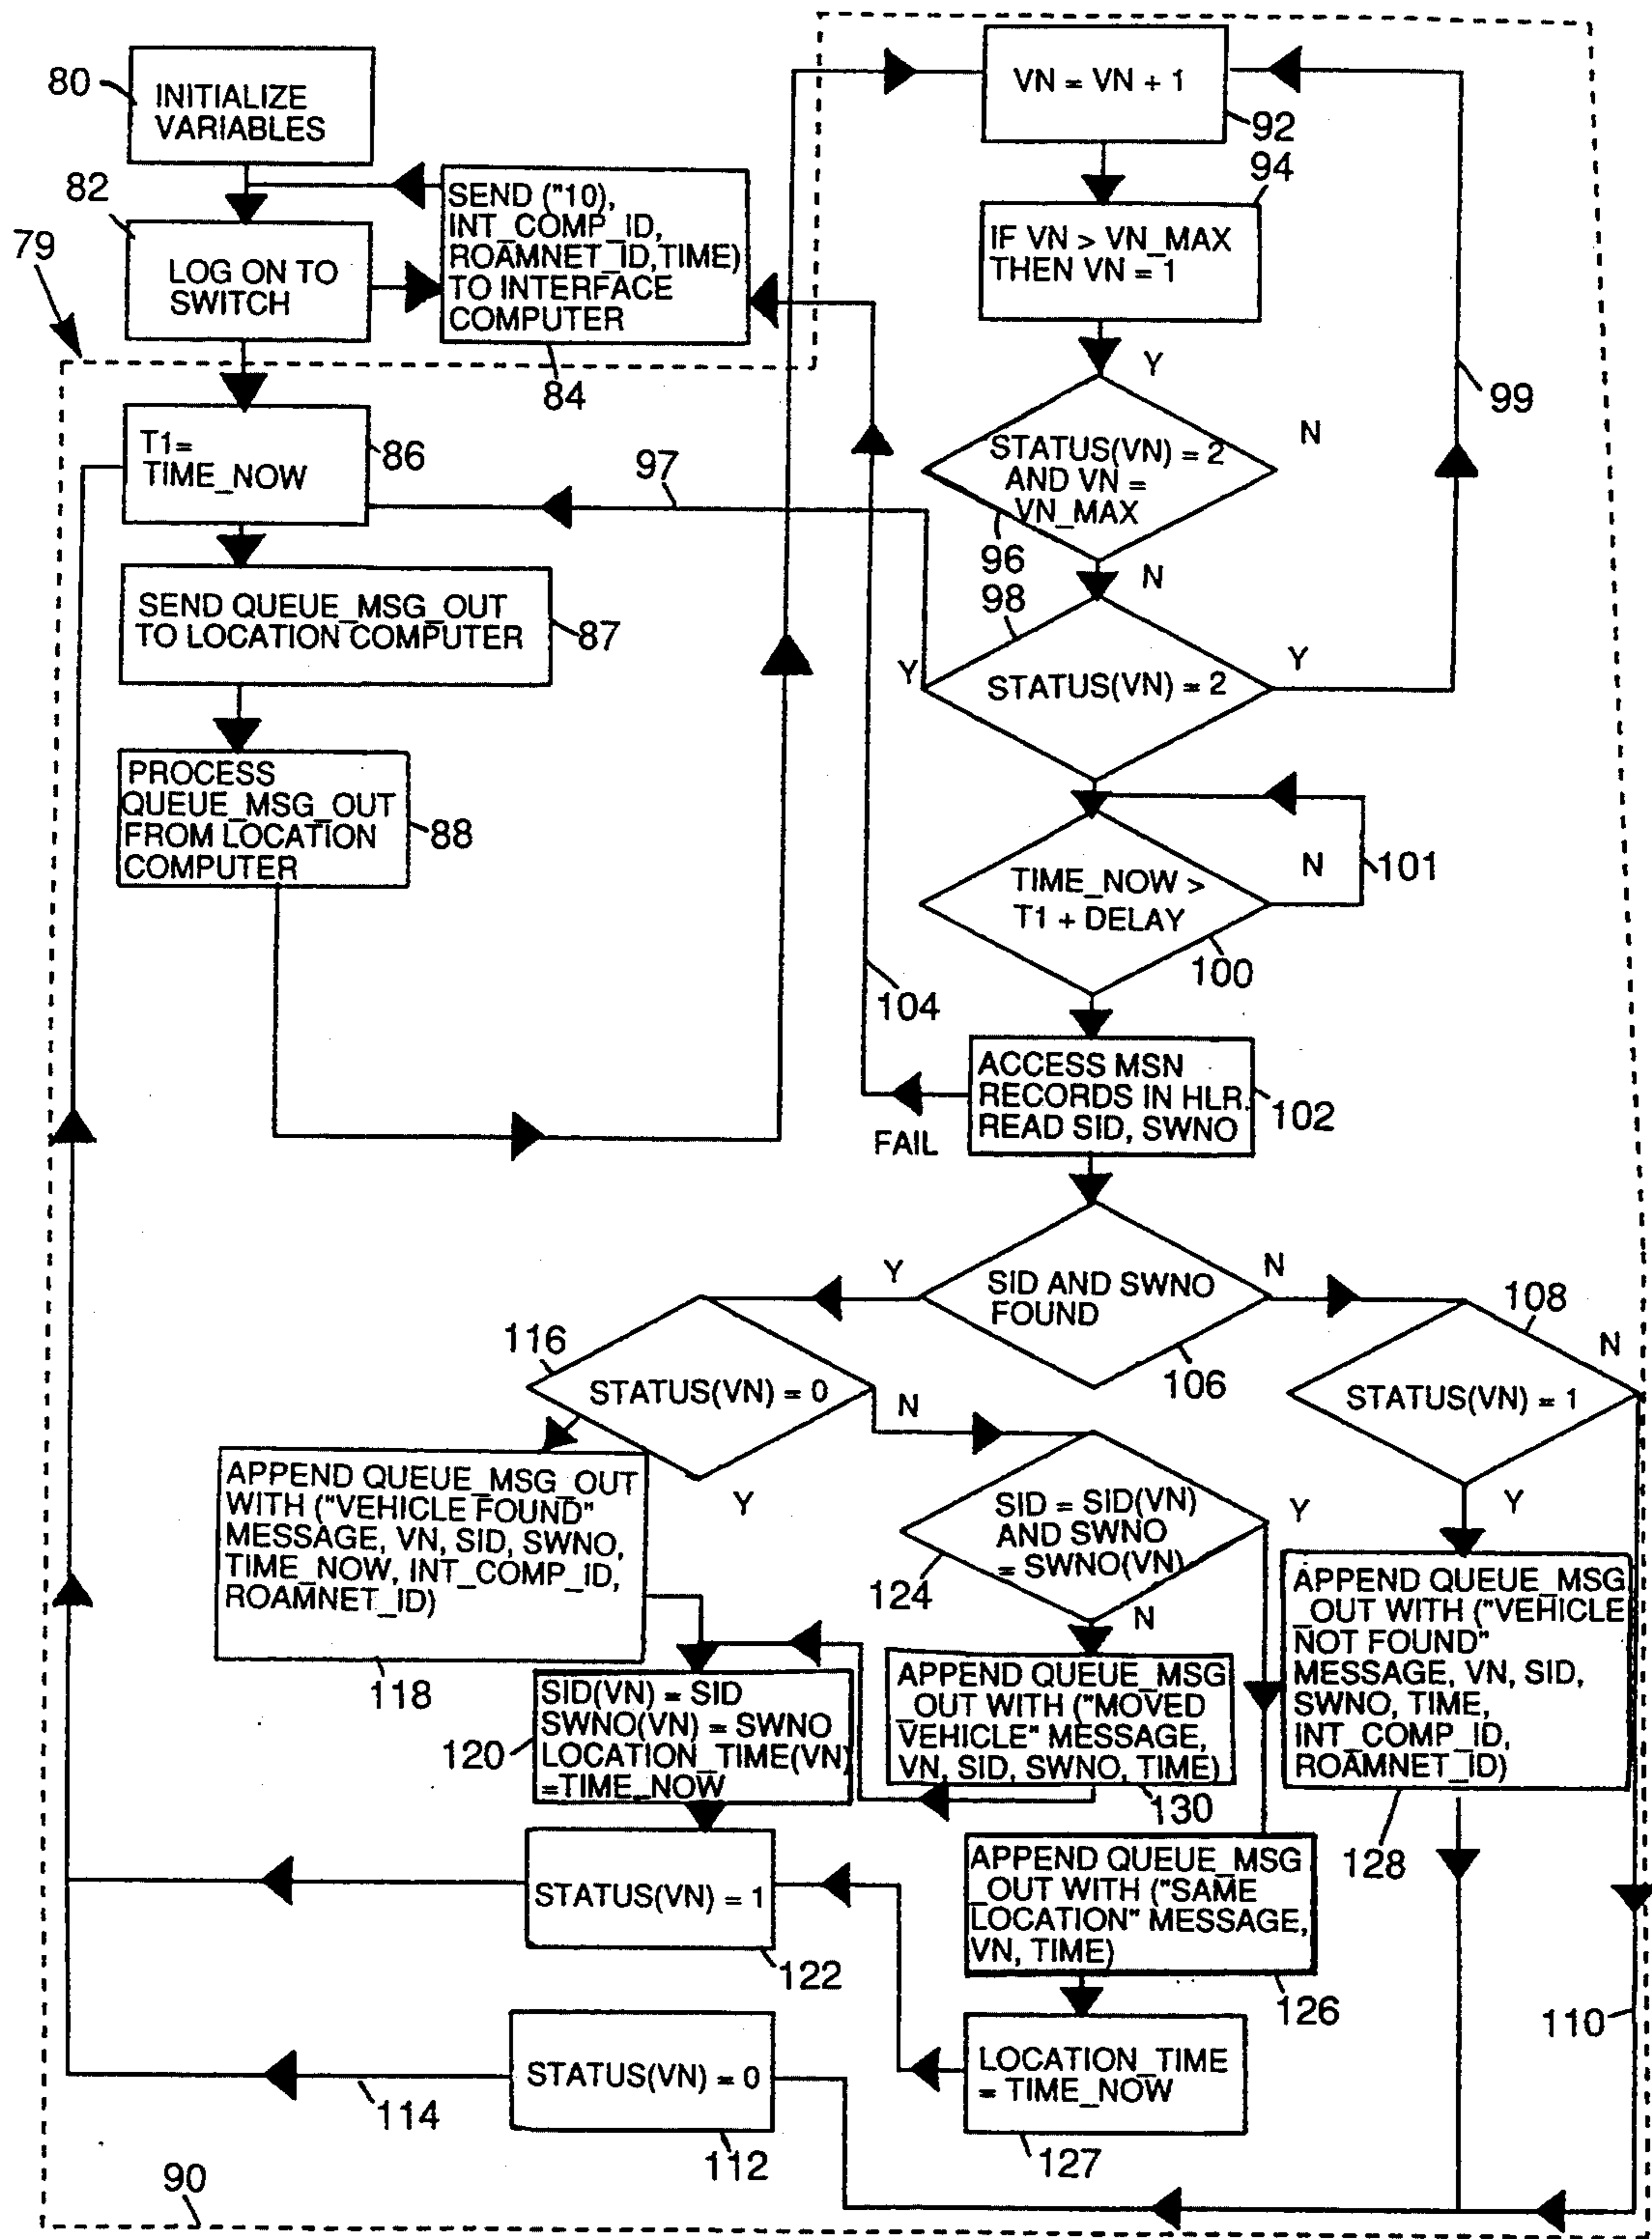 80
INITIALIZE
VARIABLES
82
LOG ON TO
SWITCH
79
SEND ("10),
INT_COMP_ID,
ROAMNET_ID,TIME)
TO INTERFACE
COMPUTER
84
T1=
TIME_NOW
86
97
SEND QUEUE_MSG_OUT
TO LOCATION COMPUTER
87
PROCESS
QUEUE_MSG_OUT
FROM LOCATION
COMPUTER
88
VN = VN + 1
92
94
IF VN > VN_MAX
THEN VN = 1
Y
N
STATUS(VN) = 2
AND VN =
VN_MAX
96
N
98
Y
STATUS(VN) = 2
Y
99
TIME_NOW >
T1 + DELAY
N
101
100
104
ACCESS MSN
RECORDS IN HLR.
READ SID, SWNO
102
FAIL
Y
SID AND SWNO
FOUND
N
106
108
N
STATUS(VN) = 1
Y
116
STATUS(VN) = 0
N
Y
APPEND QUEUE_MSG_OUT
WITH ("VEHICLE FOUND"
MESSAGE, VN, SID, SWNO,
TIME_NOW, INT_COMP_ID,
ROAMNET_ID)
118
SID = SID(VN)
AND SWNO
= SWNO(VN)
Y
124
N
APPEND QUEUE_MSG
_OUT WITH ("VEHICLE
NOT FOUND"
MESSAGE, VN, SID,
SWNO, TIME,
INT_COMP_ID,
ROAMNET_ID)
128
SID(VN) = SID
SWNO(VN) = SWNO
LOCATION_TIME(VN)
=TIME_NOW
120
APPEND QUEUE_MSG
_OUT WITH ("MOVED
VEHICLE" MESSAGE,
VN, SID, SWNO, TIME)
130
STATUS(VN) = 1
122
APPEND QUEUE_MSG
_OUT WITH ("SAME
LOCATION" MESSAGE,
VN, TIME)
126
110
STATUS(VN) = 0
112
114
LOCATION_TIME
= TIME_NOW
127
90